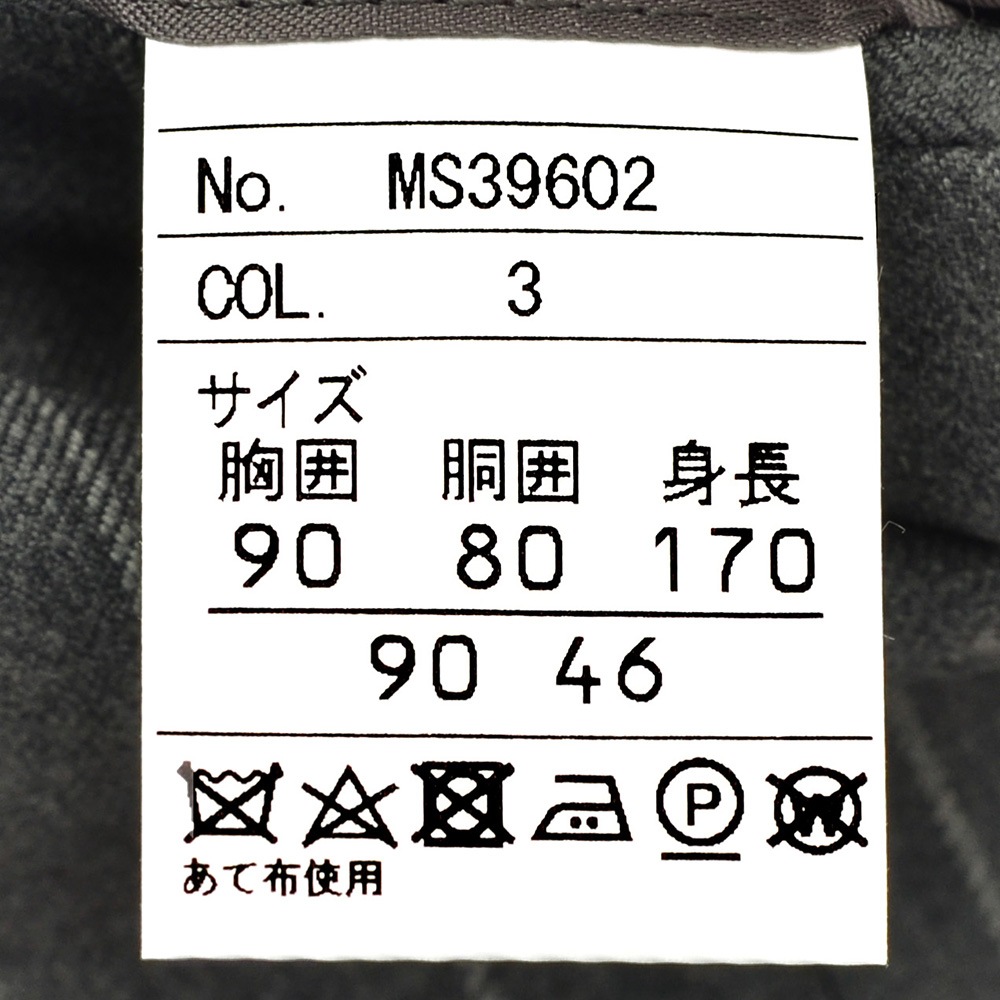 No. MS39602
COL. 3
サイズ
胸囲 胴囲 身長
90 80 170
90 46
P W
あて布使用